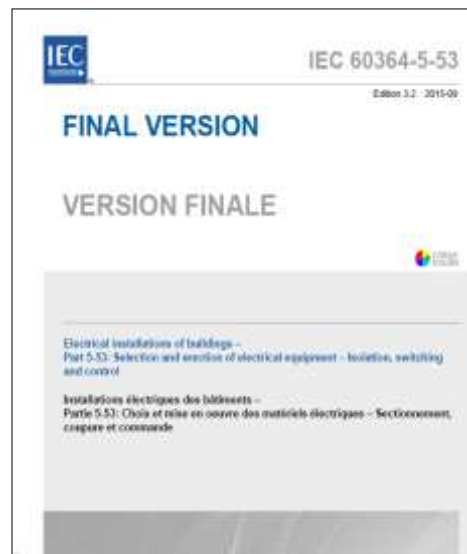 IEC
IEC 60364-5-53
Edition 3.2 2015-09
FINAL VERSION
VERSION FINALE
Electrical installations of buildings –
Part 5-53: Selection and erection of electrical equipment – Isolation, switching
and control
Installations électriques des bâtiments –
Partie 5-53: Choix et mise en oeuvre des matériels électriques – Sectionnement,
coupure et commande